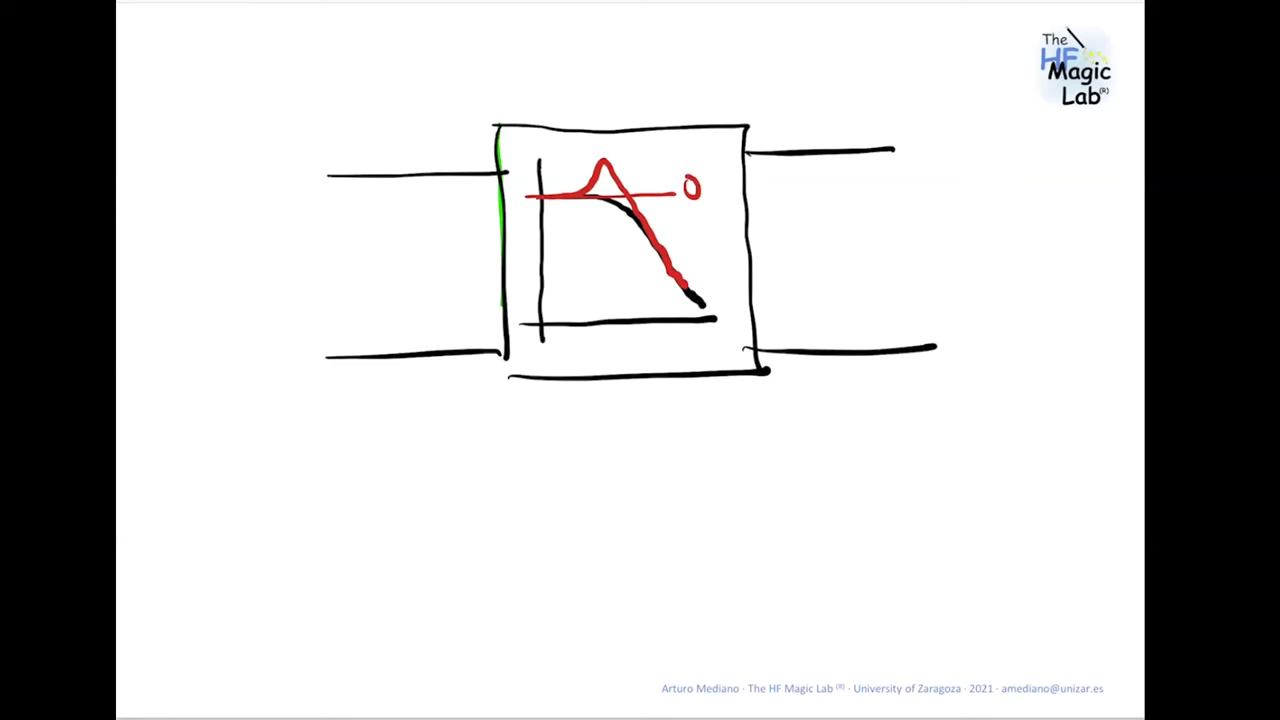 The
HF
Magic
Lab(R)
0
Arturo Mediano · The HF Magic Lab (R) · University of Zaragoza · 2021 · amediano@unizar.es